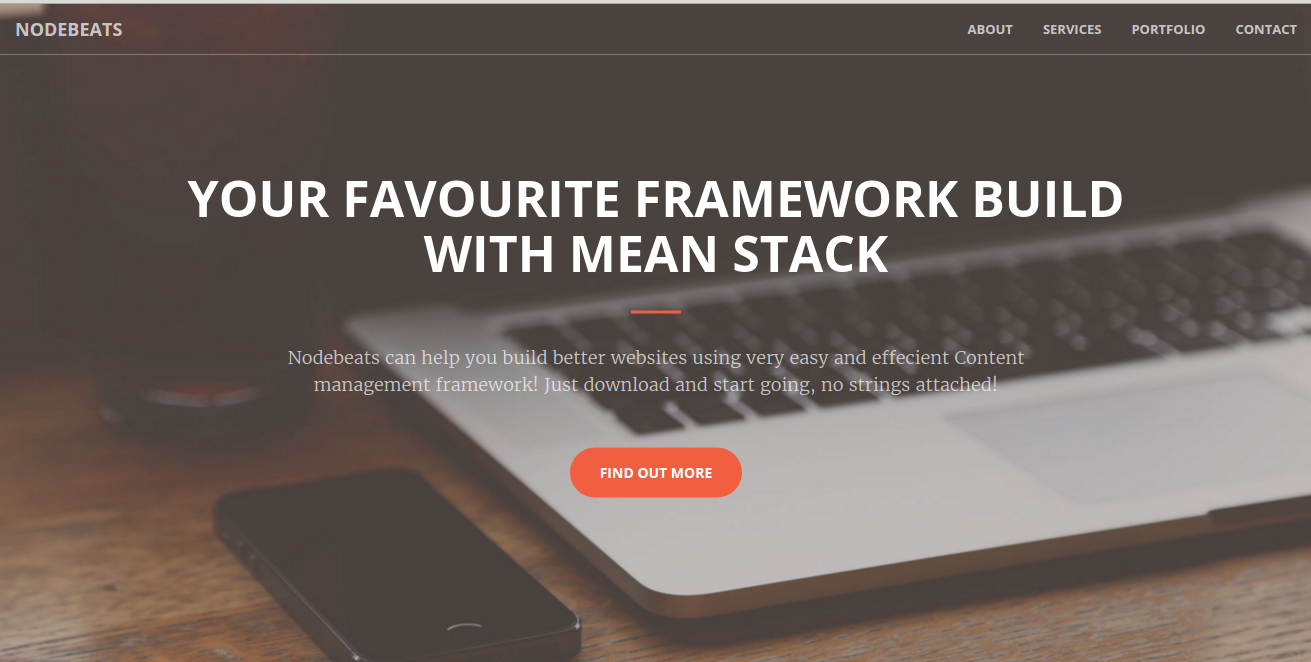 NODEBEATS
ABOUT SERVICES PORTFOLIO CONTACT
YOUR FAVOURITE FRAMEWORK BUILD
WITH MEAN STACK
Nodebeats can help you build better websites using very easy and effecient Content
management framework! Just download and start going, no strings attached!
FIND OUT MORE